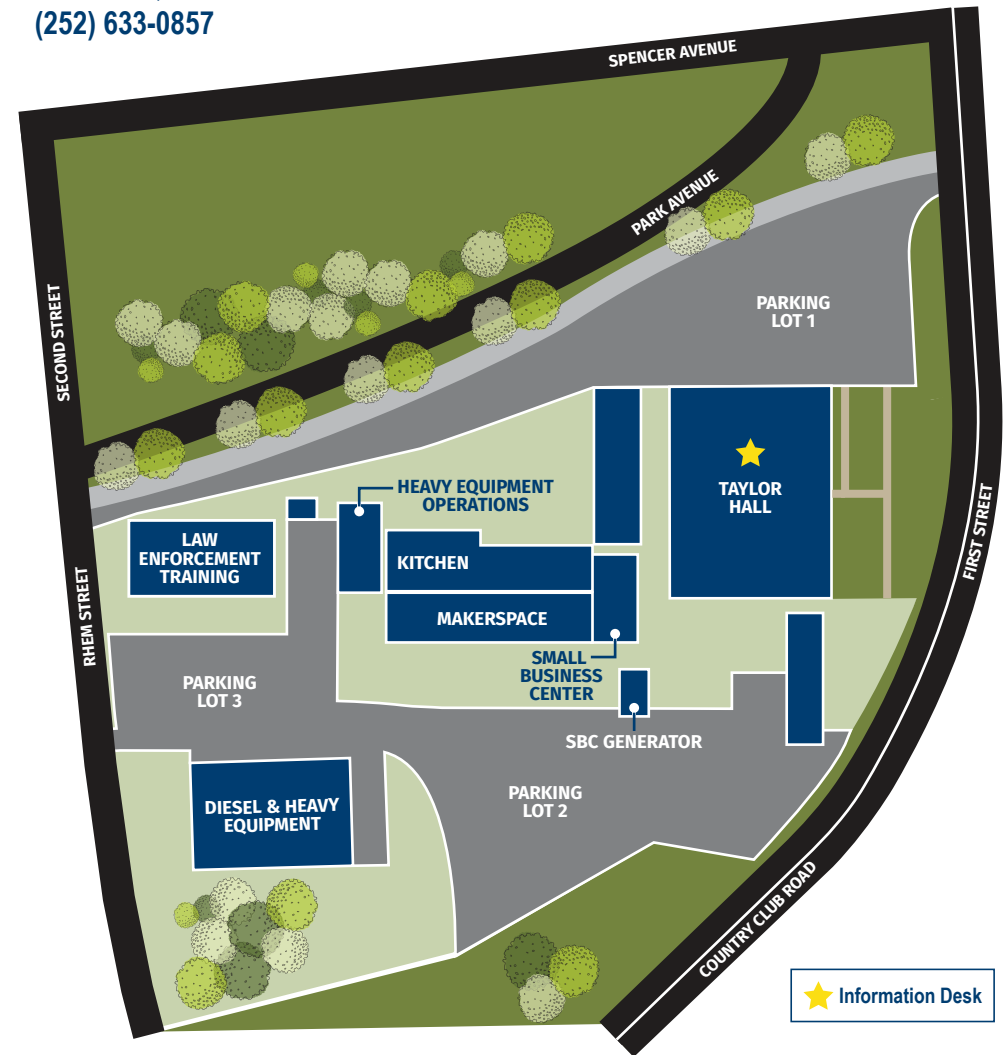 (252) 633-0857
SPENCER AVENUE
PARK AVENUE
SECOND STREET
PARKING
LOT 1
HEAVY EQUIPMENT
OPERATIONS
TAYLOR
HALL
LAW
ENFORCEMENT
TRAINING
KITCHEN
MAKERSPACE
FIRST STREET
RHEM STREET
SMALL
BUSINESS
CENTER
PARKING
LOT 3
SBC GENERATOR
PARKING
LOT 2
DIESEL & HEAVY
EQUIPMENT
COUNTRY CLUB ROAD
Information Desk